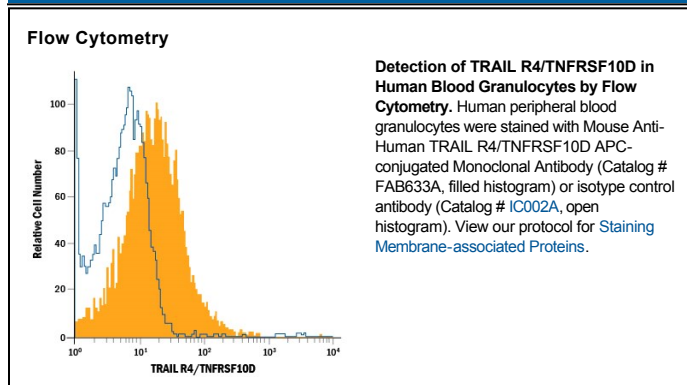 Flow Cytometry
Detection of TRAIL R4/TNFRSF10D in
Human Blood Granulocytes by Flow
Cytometry. Human peripheral blood
granulocytes were stained with Mouse Anti-
Human TRAIL R4/TNFRSF10D APC-
conjugated Monoclonal Antibody (Catalog #
FAB633A, filled histogram) or isotype control
antibody (Catalog # IC002A, open
histogram). View our protocol for Staining
Membrane-associated Proteins.
Relative Cell Number
100
80
60
40
20
0
10⁰ 10¹ 10² 10³ 10⁴
TRAIL R4/TNFRSF10D